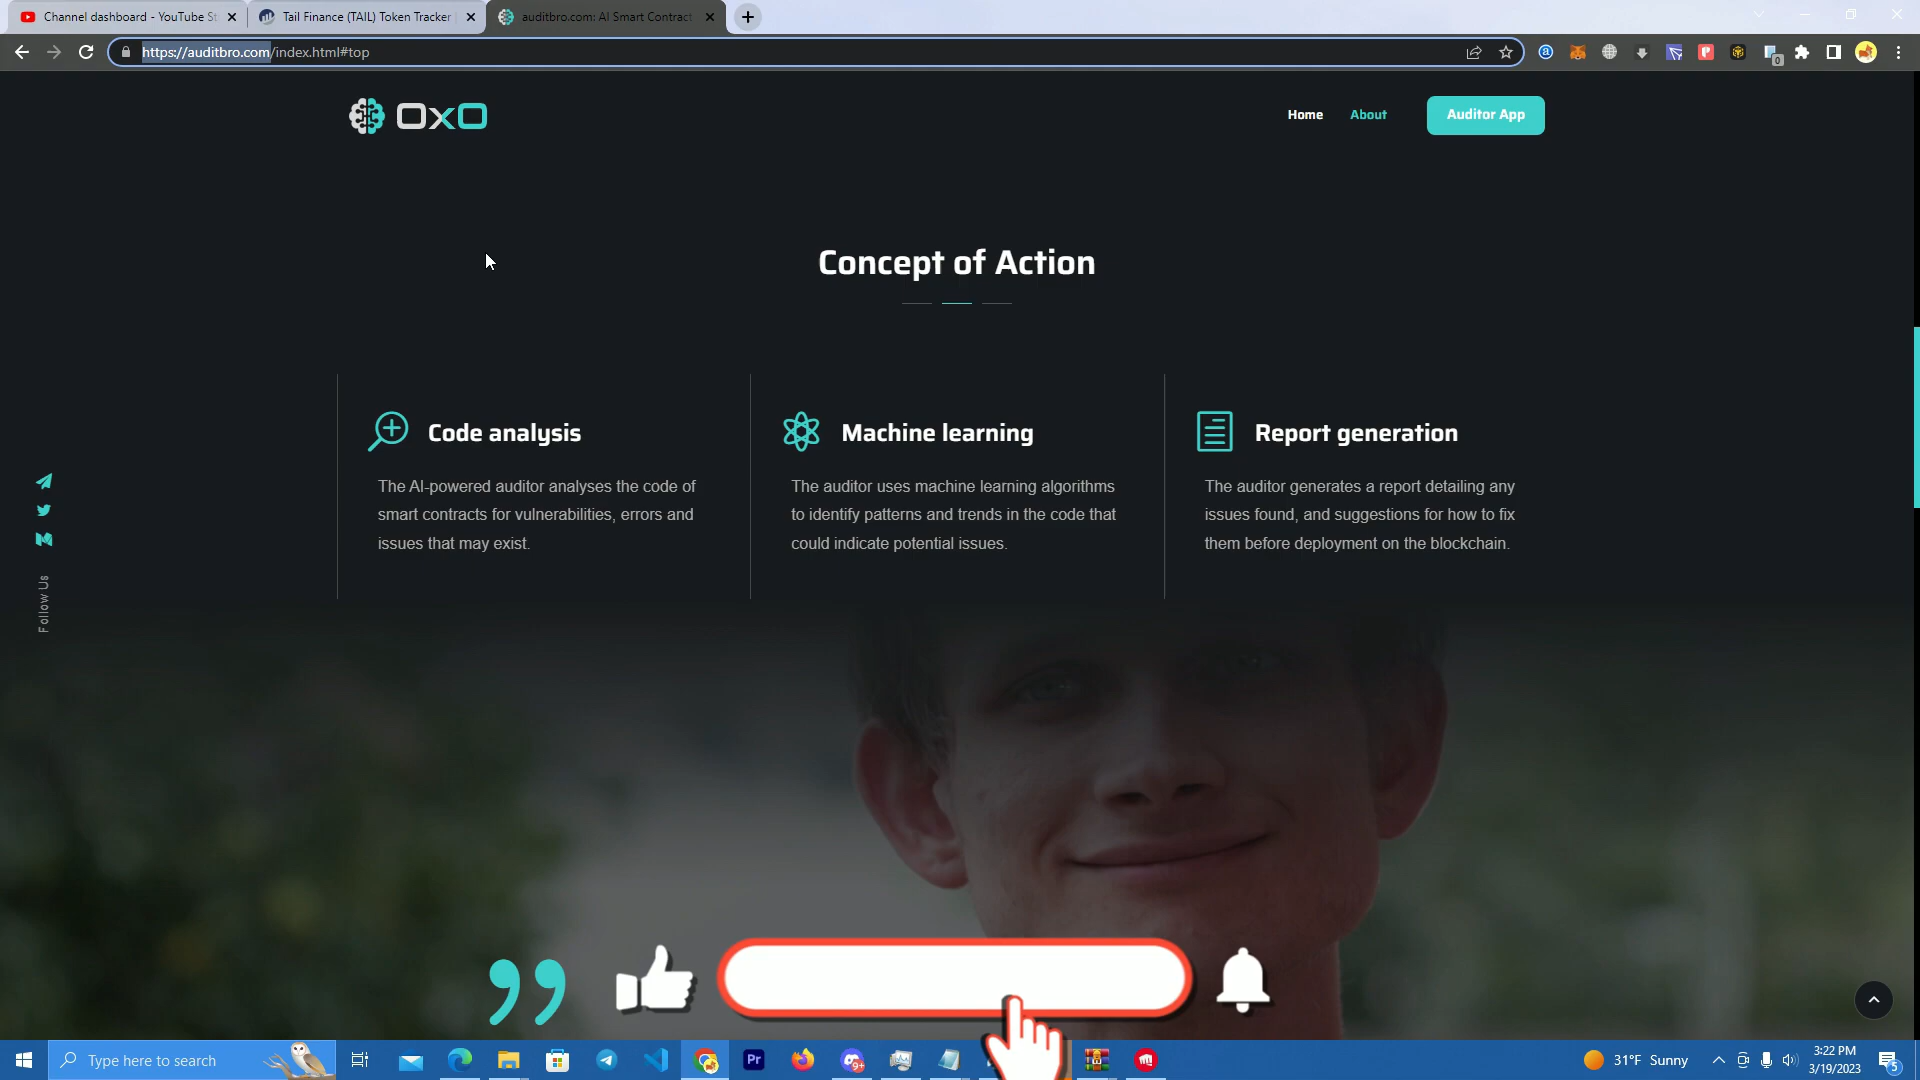 Channel dashboard - YouTube St
Tail Finance (TAIL) Token Tracker
auditbro.com: AI Smart Contract
https://auditbro.com/index.html#top
0
OxO
Home
About
Auditor App
Concept of Action
Code analysis
The AI-powered auditor analyses the code of
smart contracts for vulnerabilities, errors and
issues that may exist.
Machine learning
The auditor uses machine learning algorithms
to identify patterns and trends in the code that
could indicate potential issues.
Report generation
The auditor generates a report detailing any
issues found, and suggestions for how to fix
them before deployment on the blockchain.
Follow Us
”
Type here to search
Pr
9+
31°F Sunny
3:22 PM
3/19/2023
5